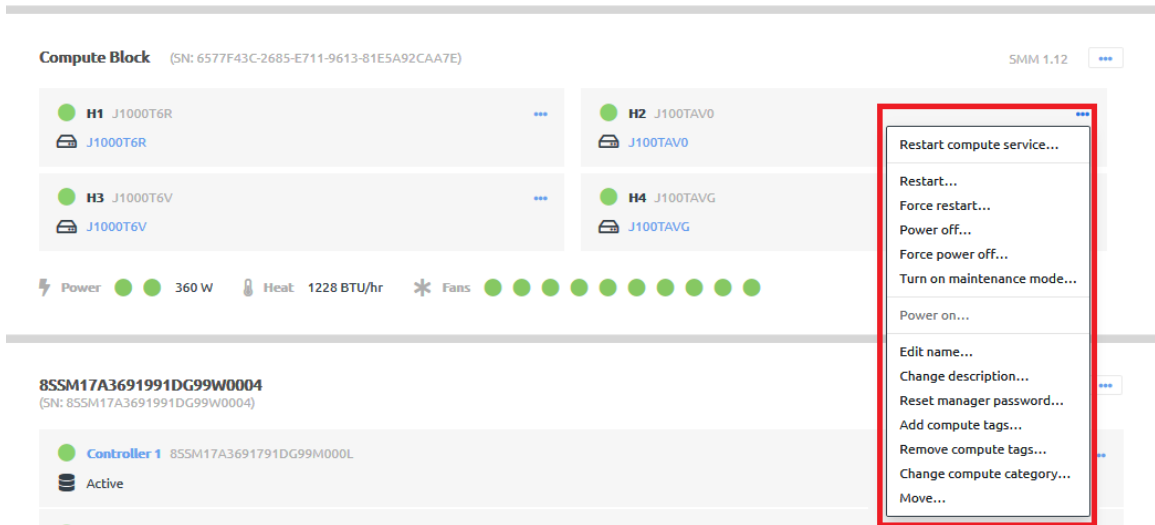 Compute Block (SN: 6577F43C-2685-E711-9613-81E5A92CAA7E) SMM 1.12
H1 J1000T6R
J1000T6R
H2 J100TAV0
J100TAV0
H3 J1000T6V
J1000T6V
H4 J100TAVG
J100TAVG
Power 360 W Heat 1228 BTU/hr Fans
Restart compute service...
Restart...
Force restart...
Power off...
Force power off...
Turn on maintenance mode...
Power on...
Edit name...
Change description...
Reset manager password...
Add compute tags...
Remove compute tags...
Change compute category...
Move...
8SSM17A3691991DG99W0004
(SN: 8SSM17A3691991DG99W0004)
Controller 1 8SSM17A3691791DG99M000L
Active